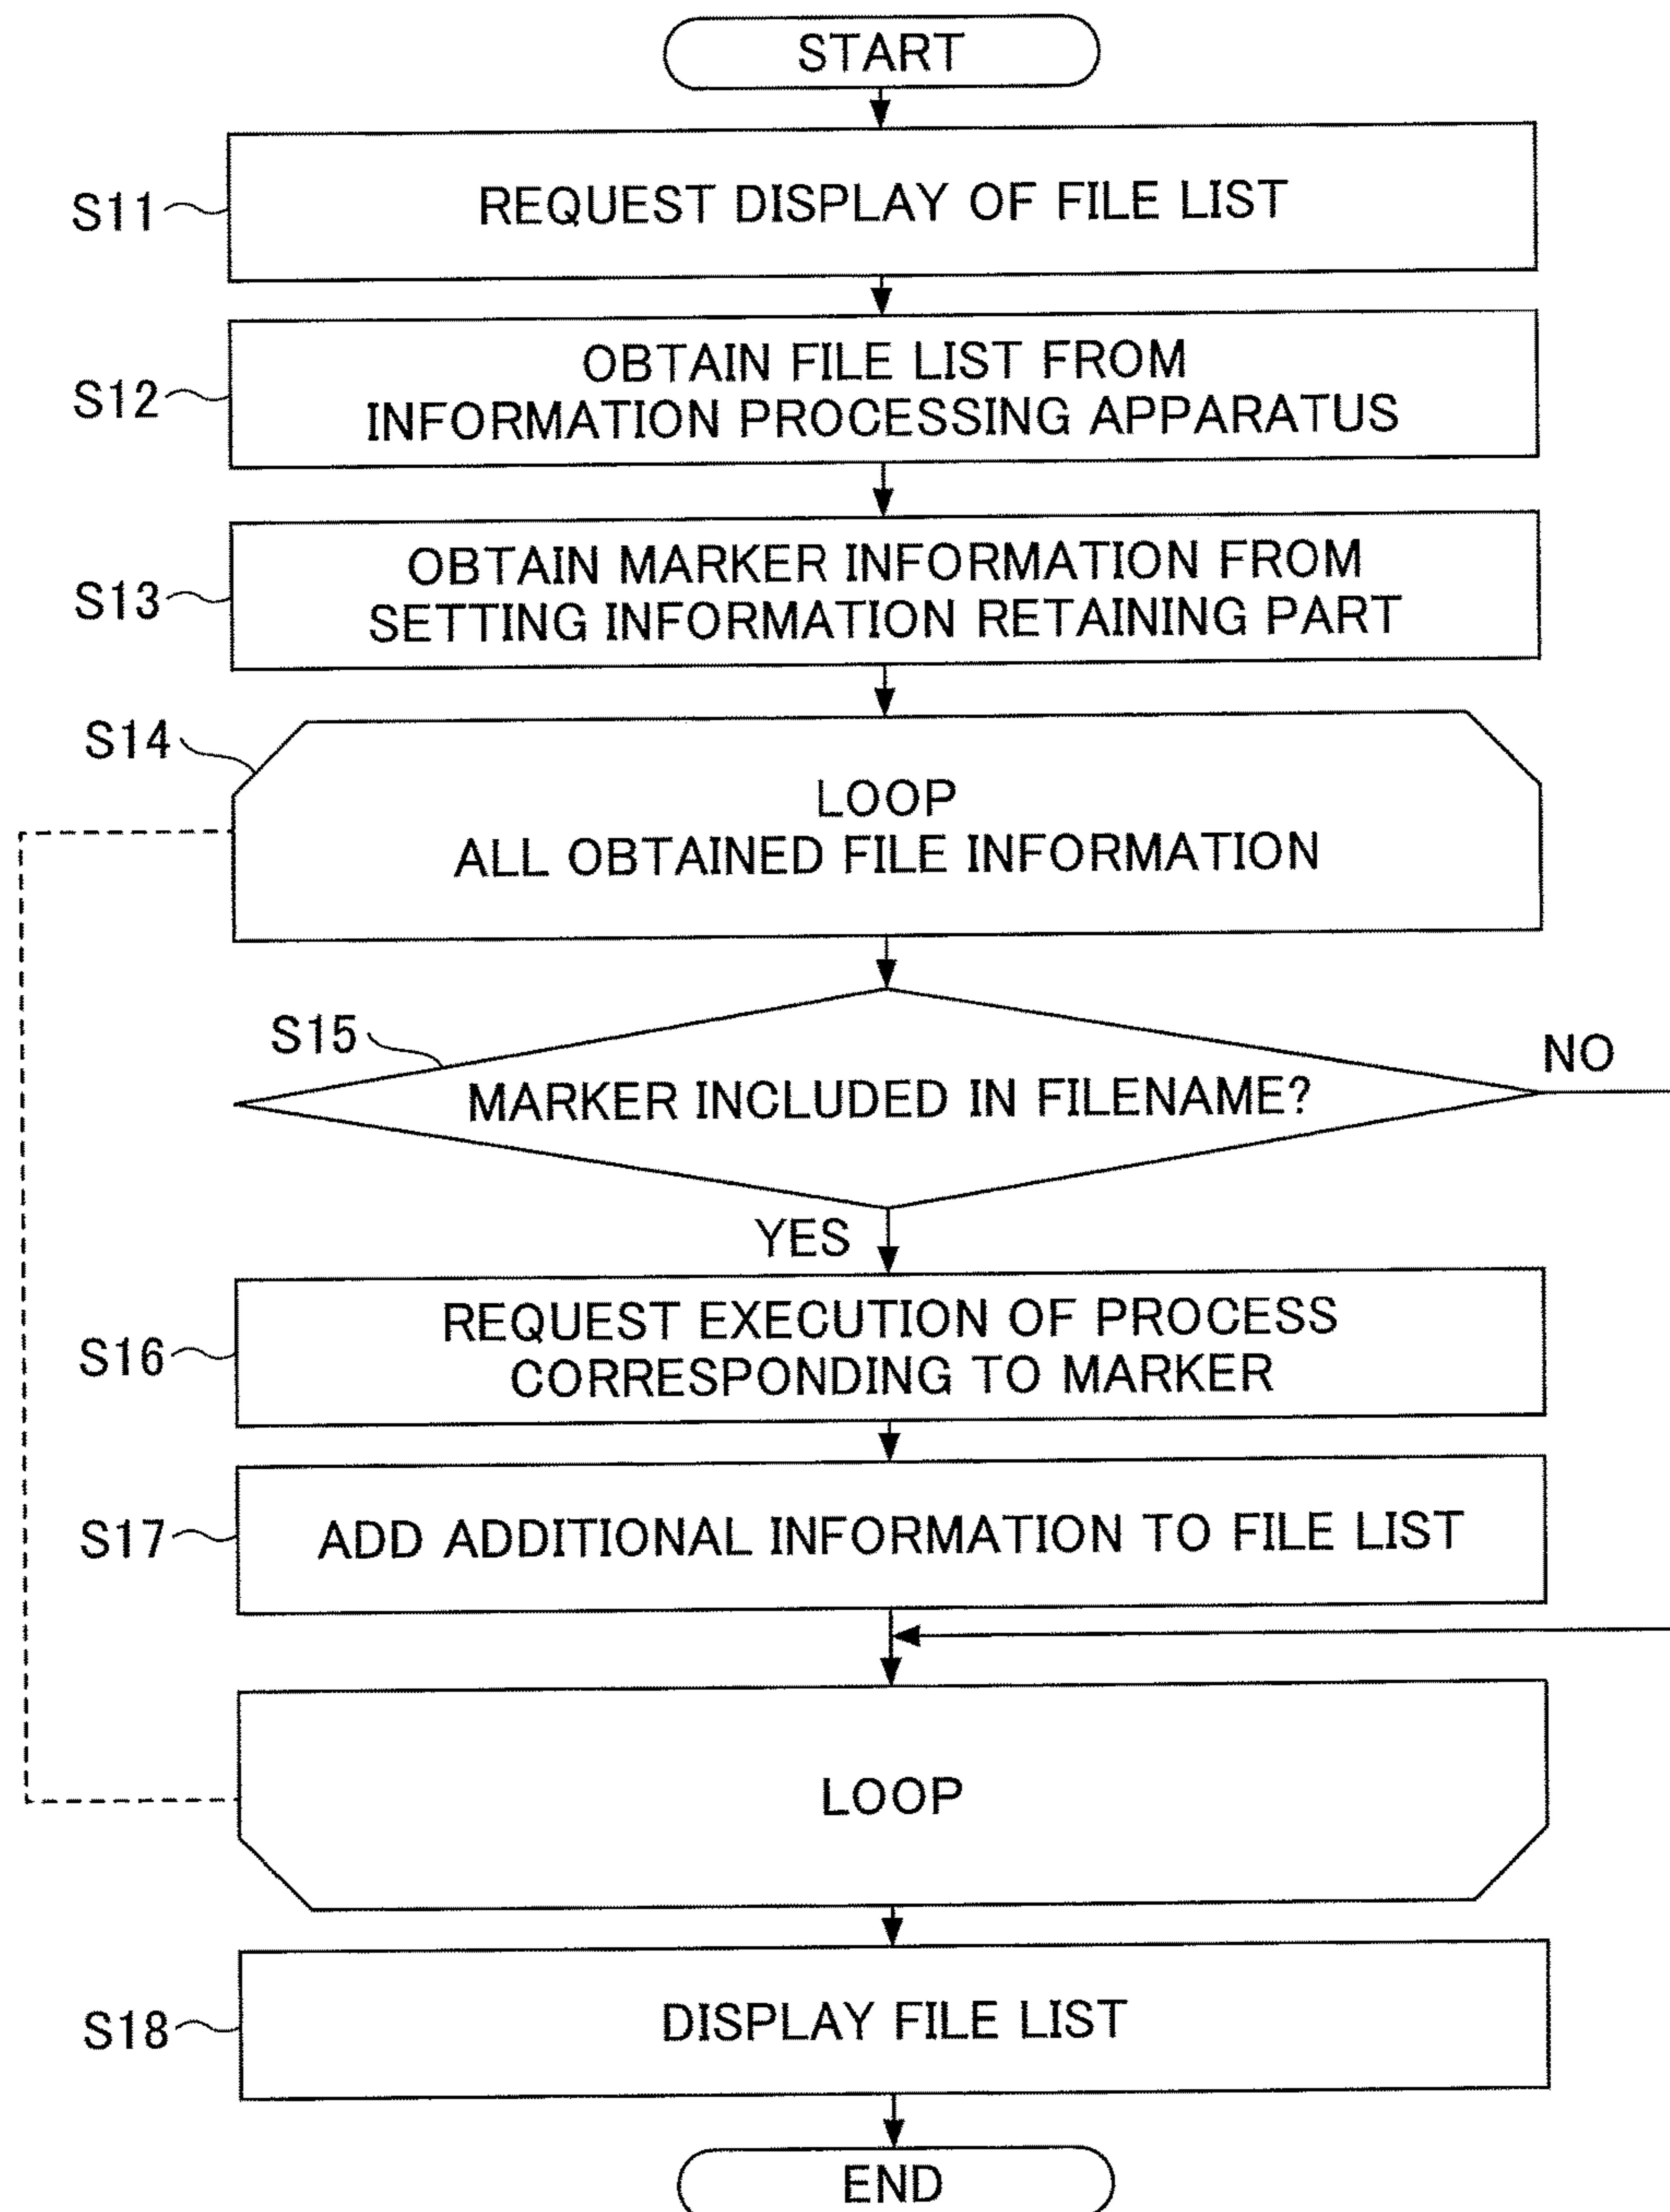 START
S11
REQUEST DISPLAY OF FILE LIST
S12
OBTAIN FILE LIST FROM
INFORMATION PROCESSING APPARATUS
S13
OBTAIN MARKER INFORMATION FROM
SETTING INFORMATION RETAINING PART
S14
LOOP
ALL OBTAINED FILE INFORMATION
S15
MARKER INCLUDED IN FILENAME?
NO
YES
S16
REQUEST EXECUTION OF PROCESS
CORRESPONDING TO MARKER
S17
ADD ADDITIONAL INFORMATION TO FILE LIST
LOOP
S18
DISPLAY FILE LIST
END